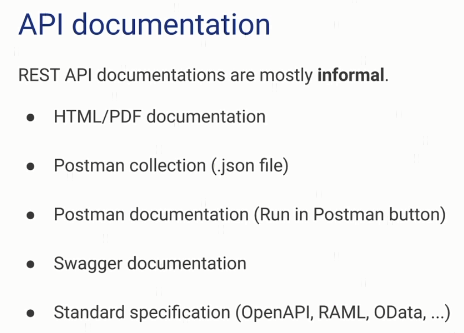 API documentation
REST API documentations are mostly informal.
● HTML/PDF documentation
● Postman collection (.json file)
● Postman documentation (Run in Postman button)
● Swagger documentation
● Standard specification (OpenAPI, RAML, OData, ...)